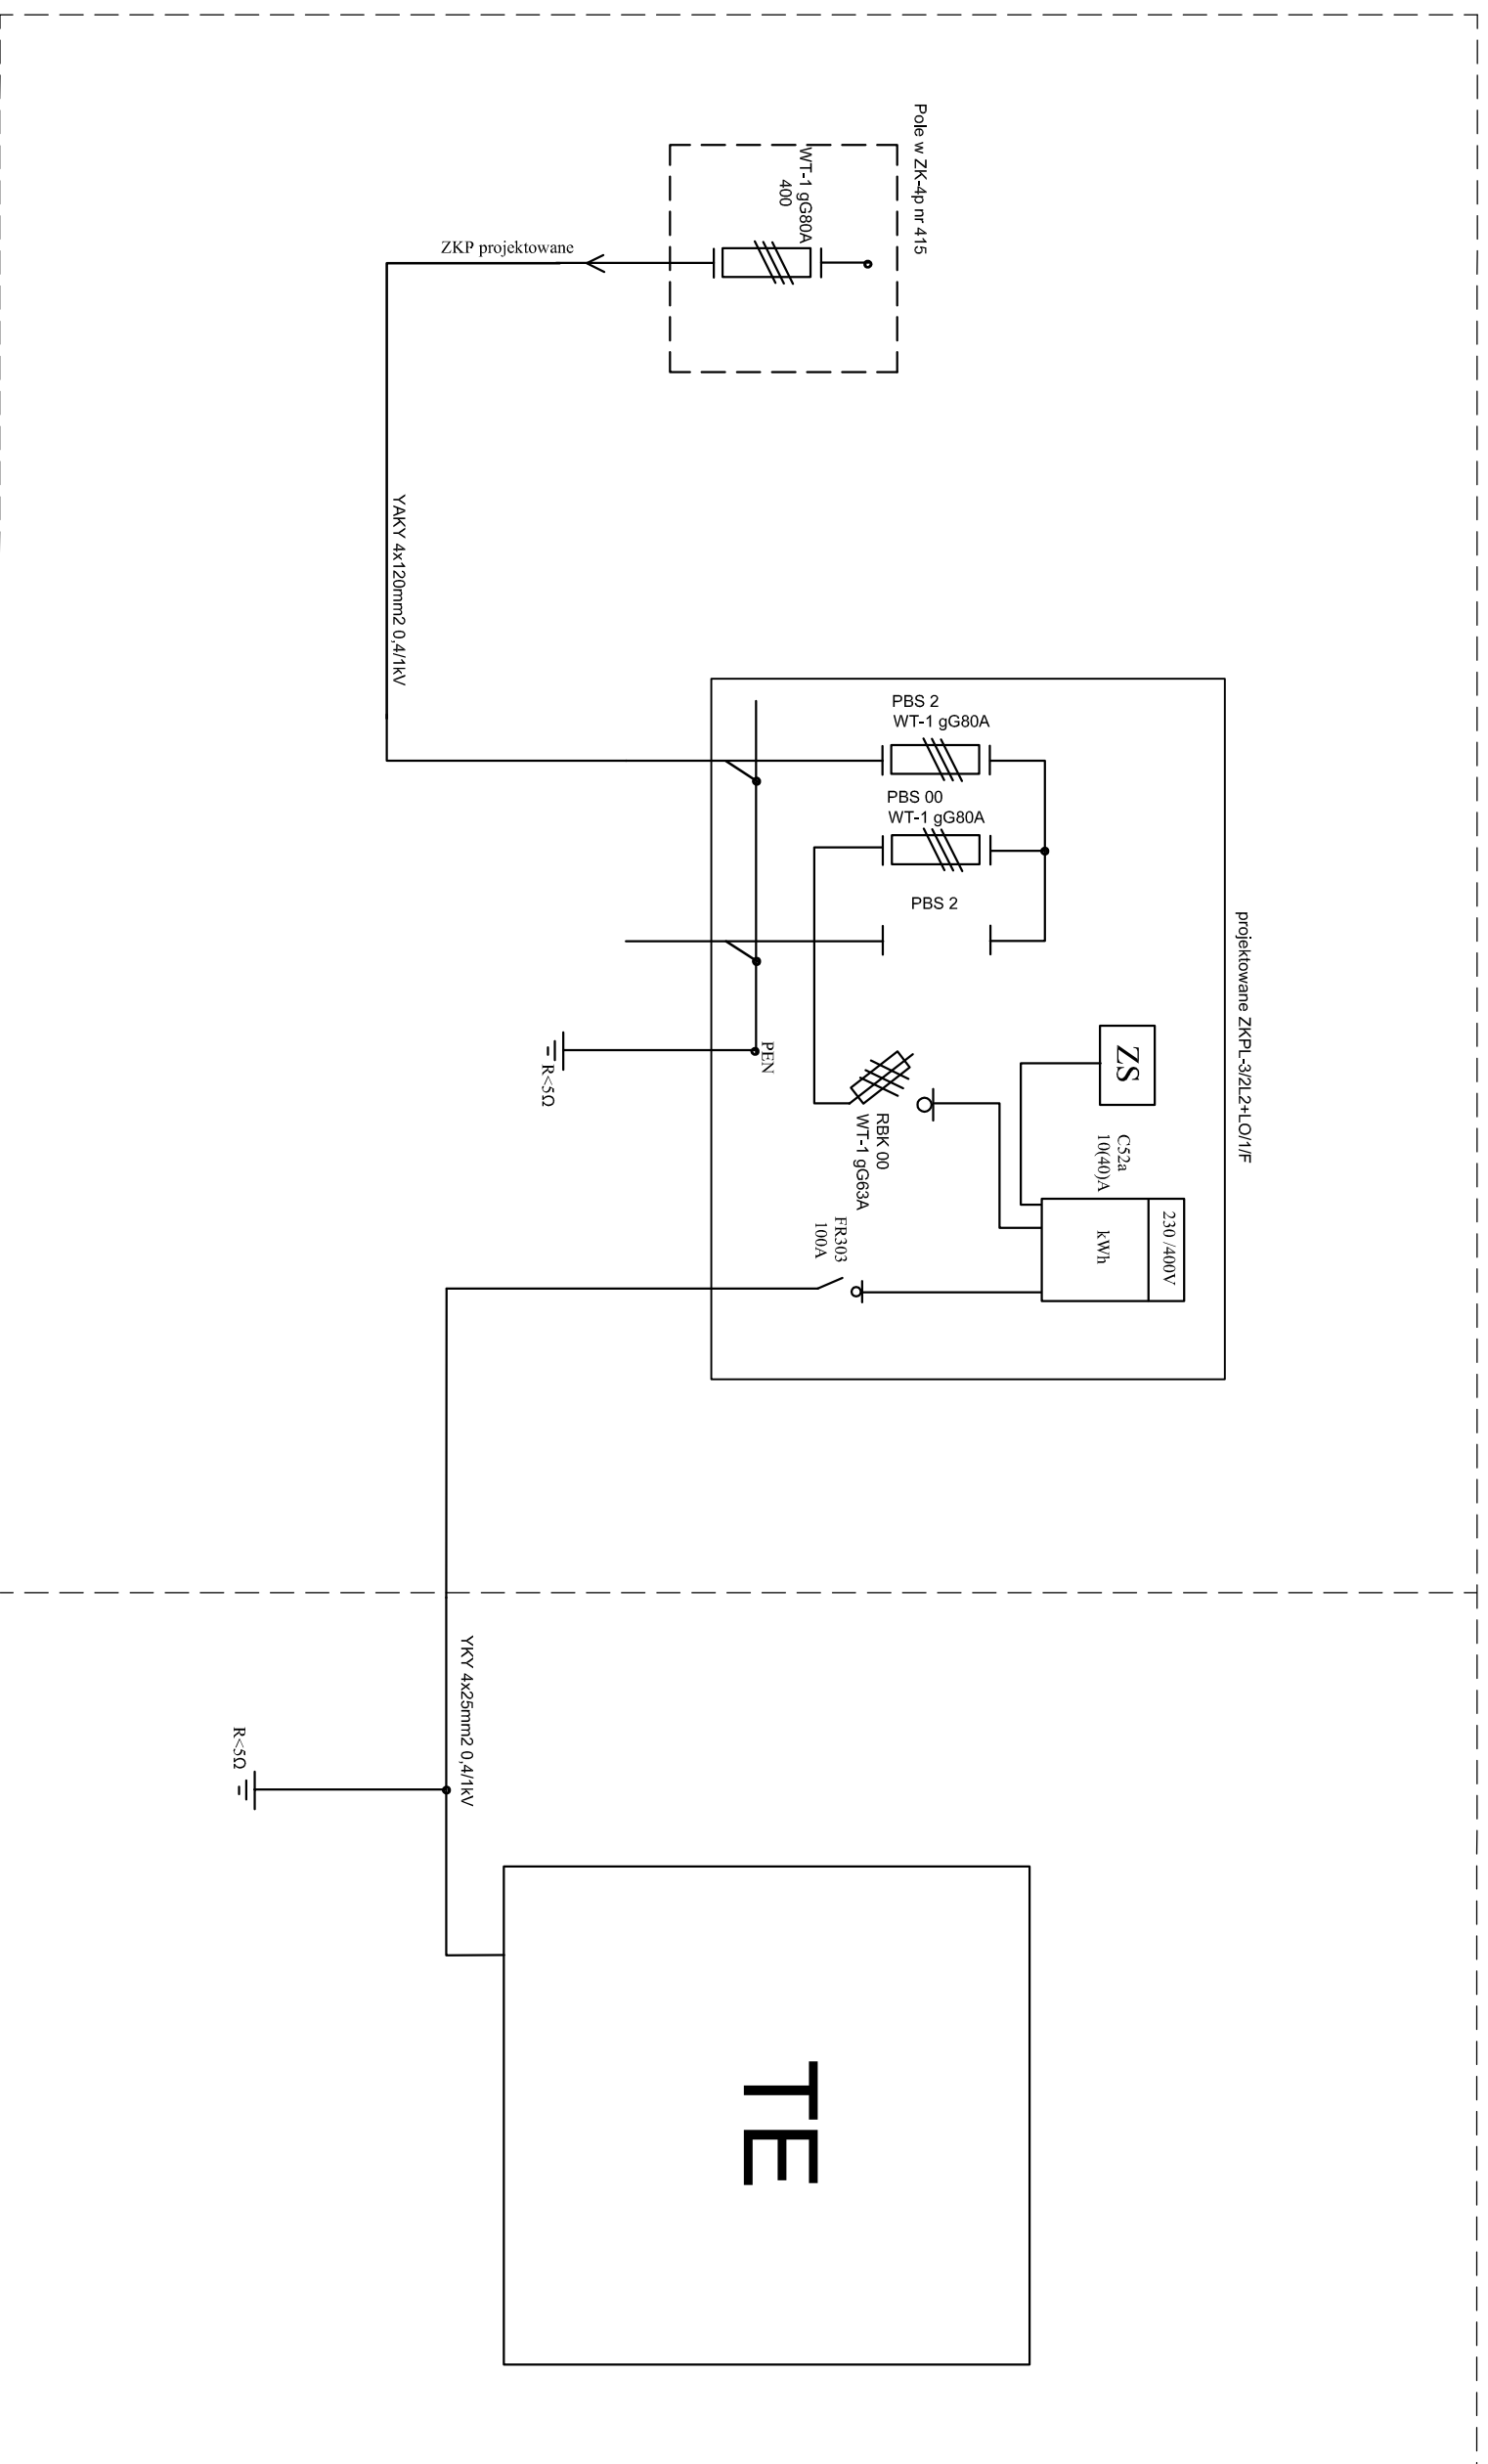 Pole w ZK-4p nr 415
WT-1 gG80A
400
ZKP projektowane
YAKY 4x120mm2 0,4/1kV
projektowane ZKPL-3/2L2+LO/1/F
PBS 2
WT-1 gG80A
PBS 00
WT-1 gG80A
PBS 2
PEN
R<5Ω
ZS
C52a
10(40)A
230 /400V
kWh
RBK 00
WT-1 gG63A
FR303
100A
YKY 4x25mm2 0,4/1kV
R<5Ω
TE